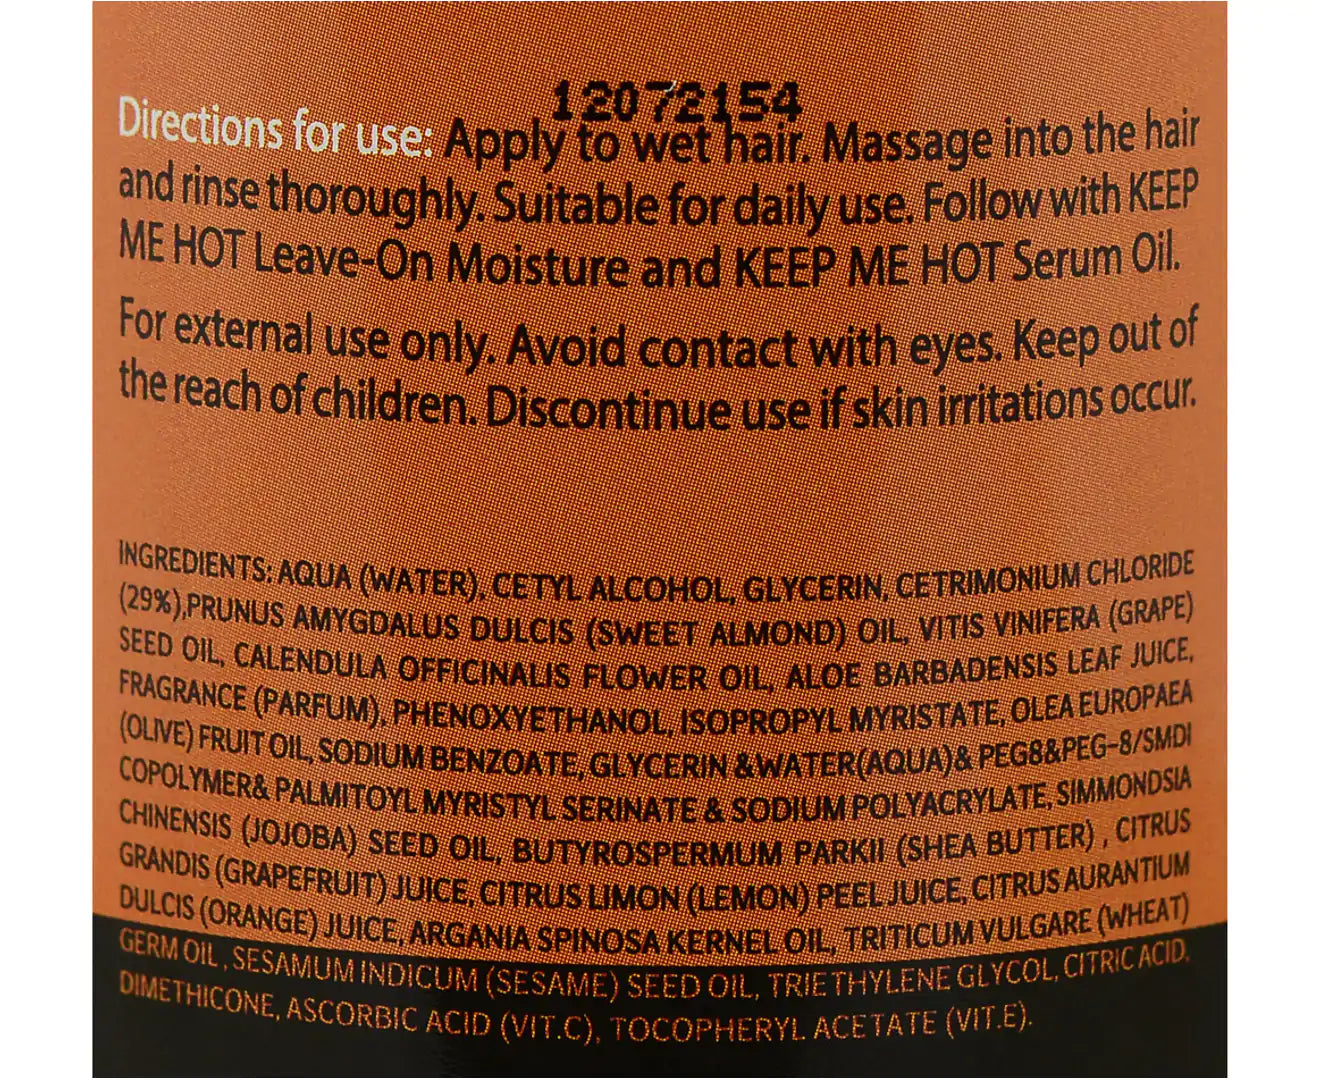 12072154
Directions for use: Apply to wet hair. Massage into the hair
and rinse thoroughly. Suitable for daily use. Follow with KEEP
ME HOT Leave-On Moisture and KEEP ME HOT Serum Oil.
For external use only. Avoid contact with eyes. Keep out of
the reach of children. Discontinue use if skin irritations occur.
INGREDIENTS: AQUA (WATER), CETYL ALCOHOL, GLYCERIN, CETRIMONIUM CHLORIDE
(29%),PRUNUS AMYGDALUS DULCIS (SWEET ALMOND) OIL, VITIS VINIFERA (GRAPE)
SEED OIL, CALENDULA OFFICINALIS FLOWER OIL, ALOE BARBADENSIS LEAF JUICE,
FRAGRANCE (PARFUM), PHENOXYETHANOL, ISOPROPYL MYRISTATE, OLEA EUROPAEA
(OLIVE) FRUIT OIL, SODIUM BENZOATE, GLYCERIN &WATER(AQUA)& PEG8&PEG-8/SMDI
COPOLYMER& PALMITOYL MYRISTYL SERINATE & SODIUM POLYACRYLATE, SIMMONDSIA
CHINENSIS (JOJOBA) SEED OIL, BUTYROSPERMUM PARKII (SHEA BUTTER) , CITRUS
GRANDIS (GRAPEFRUIT) JUICE, CITRUS LIMON (LEMON) PEEL JUICE, CITRUS AURANTIUM
DULCIS (ORANGE) JUICE, ARGANIA SPINOSA KERNEL OIL, TRITICUM VULGARE (WHEAT)
GERM OIL , SESAMUM INDICUM (SESAME) SEED OIL, TRIETHYLENE GLYCOL, CITRIC ACID,
DIMETHICONE, ASCORBIC ACID (VIT.C), TOCOPHERYL ACETATE (VIT.E).